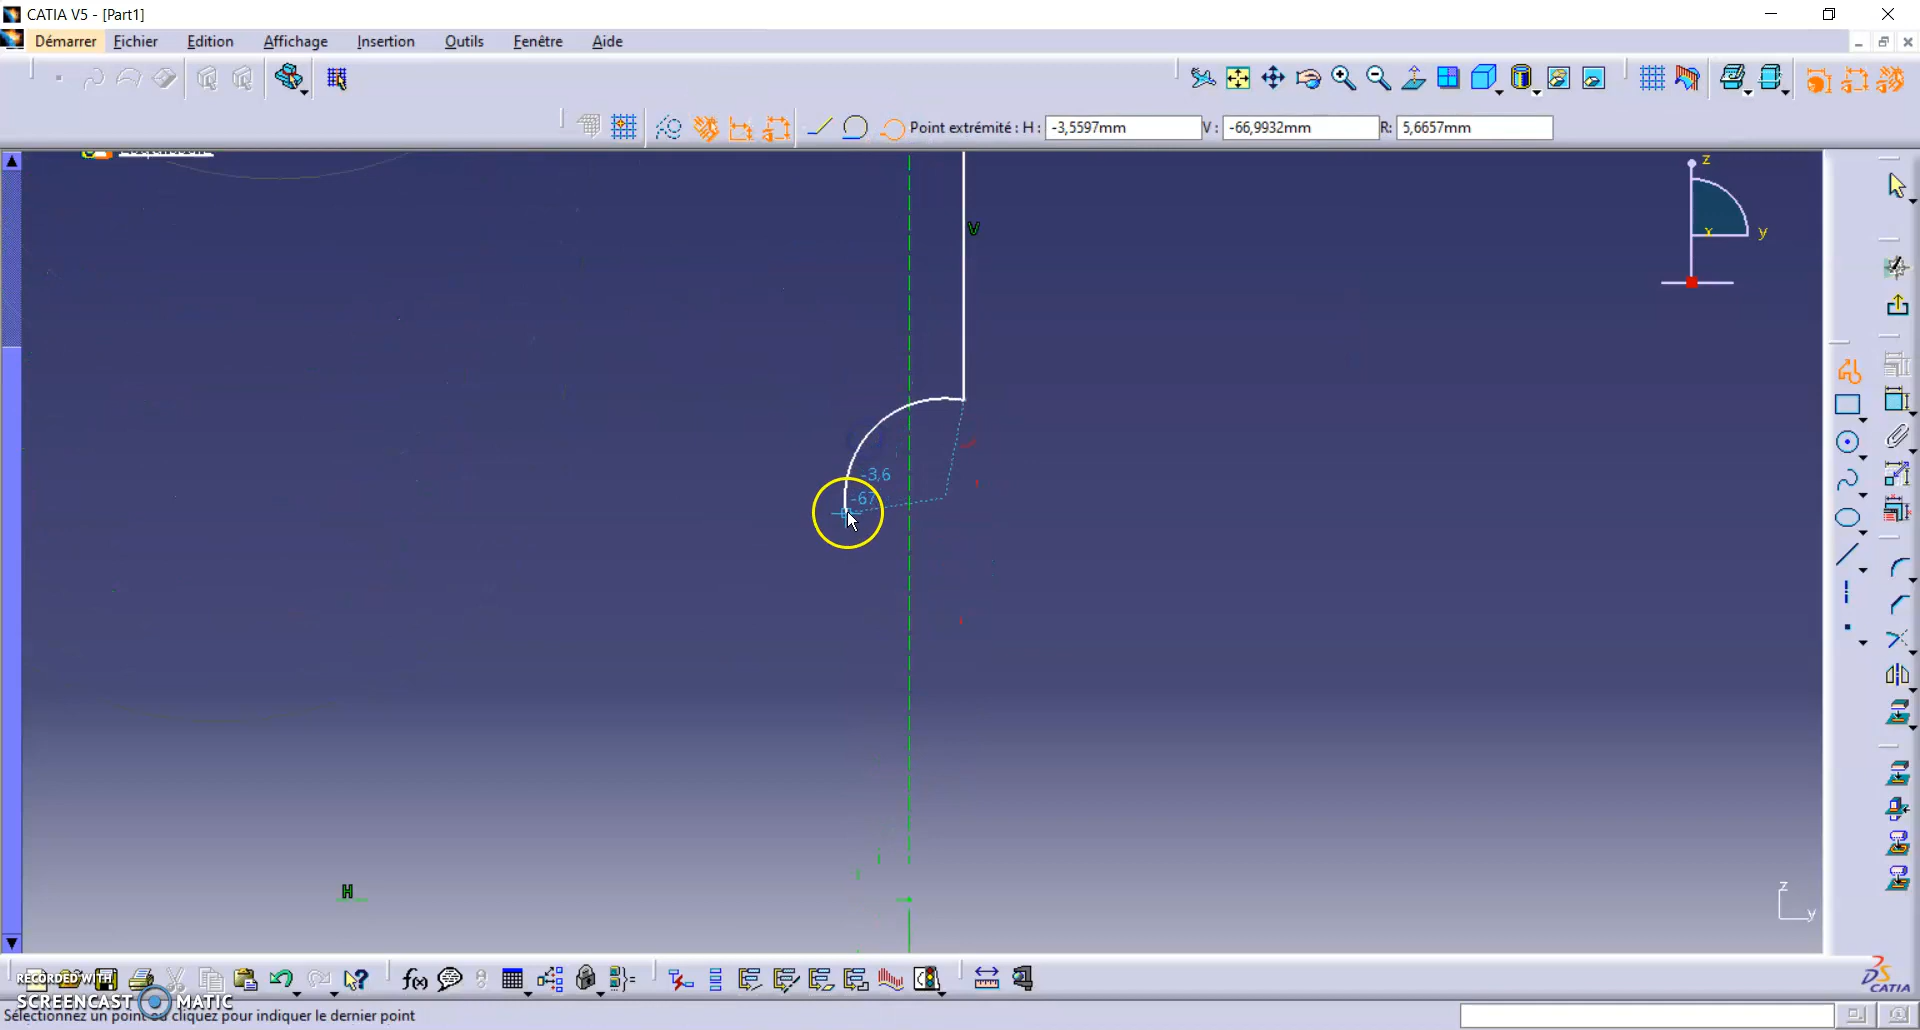 CATIA V5 - [Part1]
Démarrer Fichier Edition Affichage Insertion Outils Fenêtre Aide
Point extrémité : H : -3,5597mm V : -66,9932mm R: 5,6657mm
z
V
x y
-3,6
-67
H
z
y
f(x)
RECORDED WITH
SCREENCAST MATIC
DS
CATIA
Sélectionnez un point ou cliquez pour indiquer le dernier point